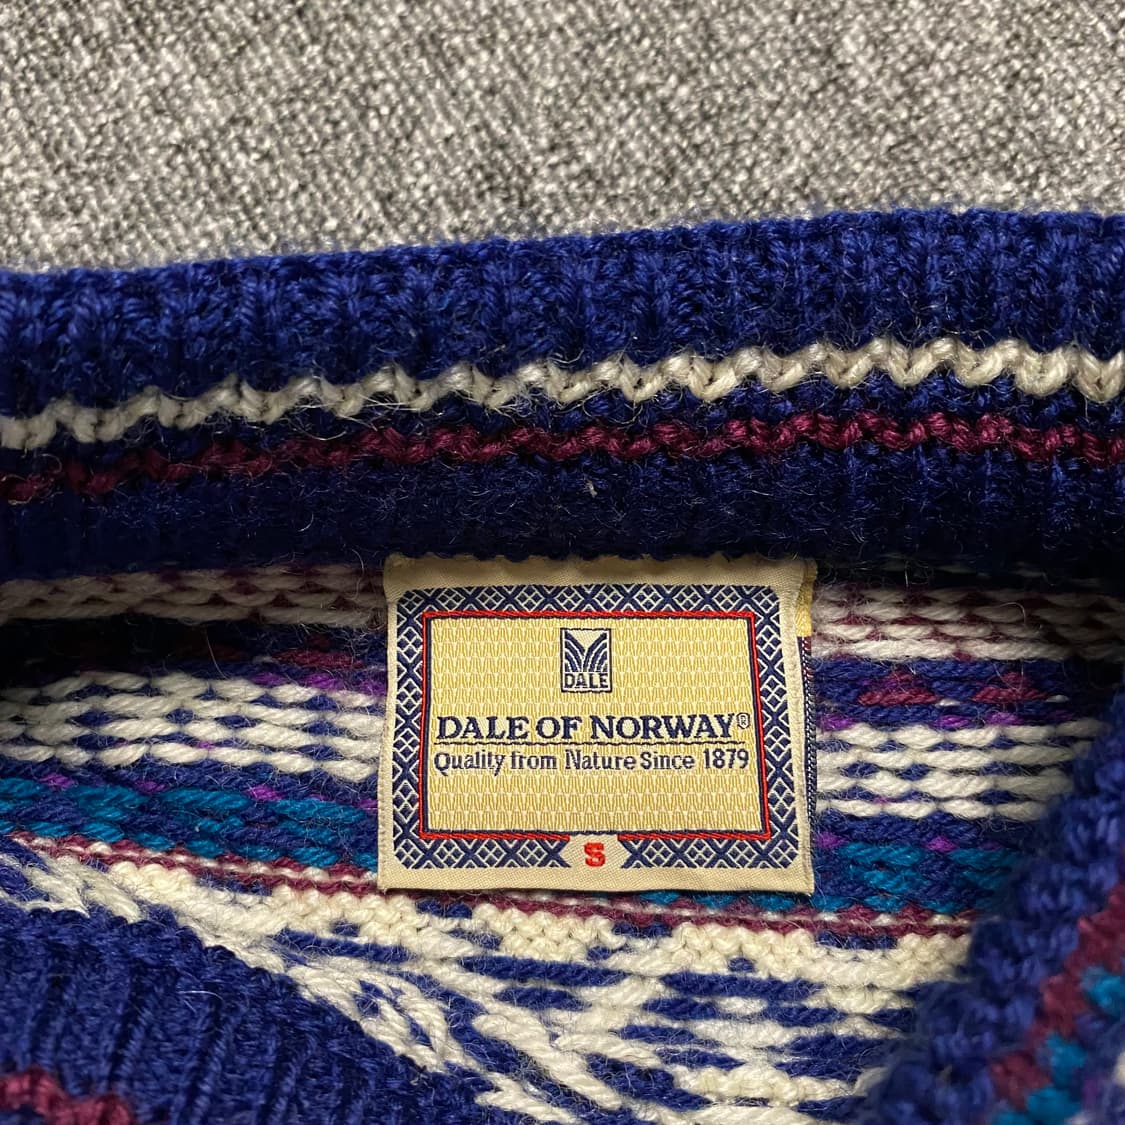 DALE
DALE OF NORWAY®
Quality from Nature Since 1879
S